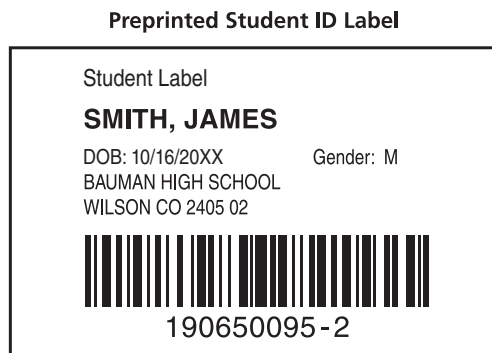 Preprinted Student ID Label
Student Label
SMITH, JAMES
DOB: 10/16/20XX Gender: M
BAUMAN HIGH SCHOOL
WILSON CO 2405 02
190650095-2